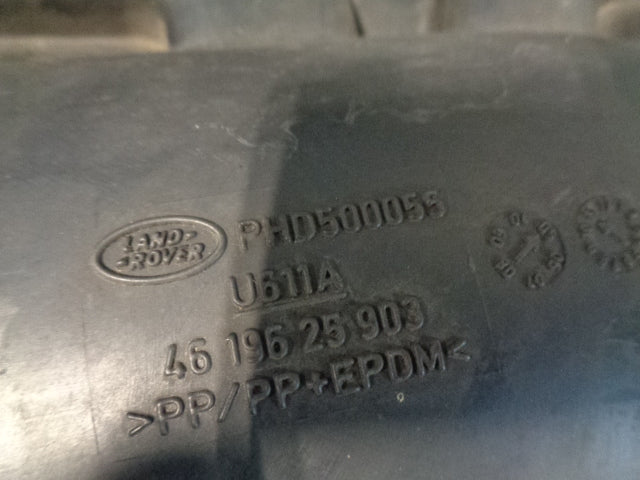 LAND-
-ROVER
PHD500055
U611A
46 196 25 903
>PP/PP+EPDM<